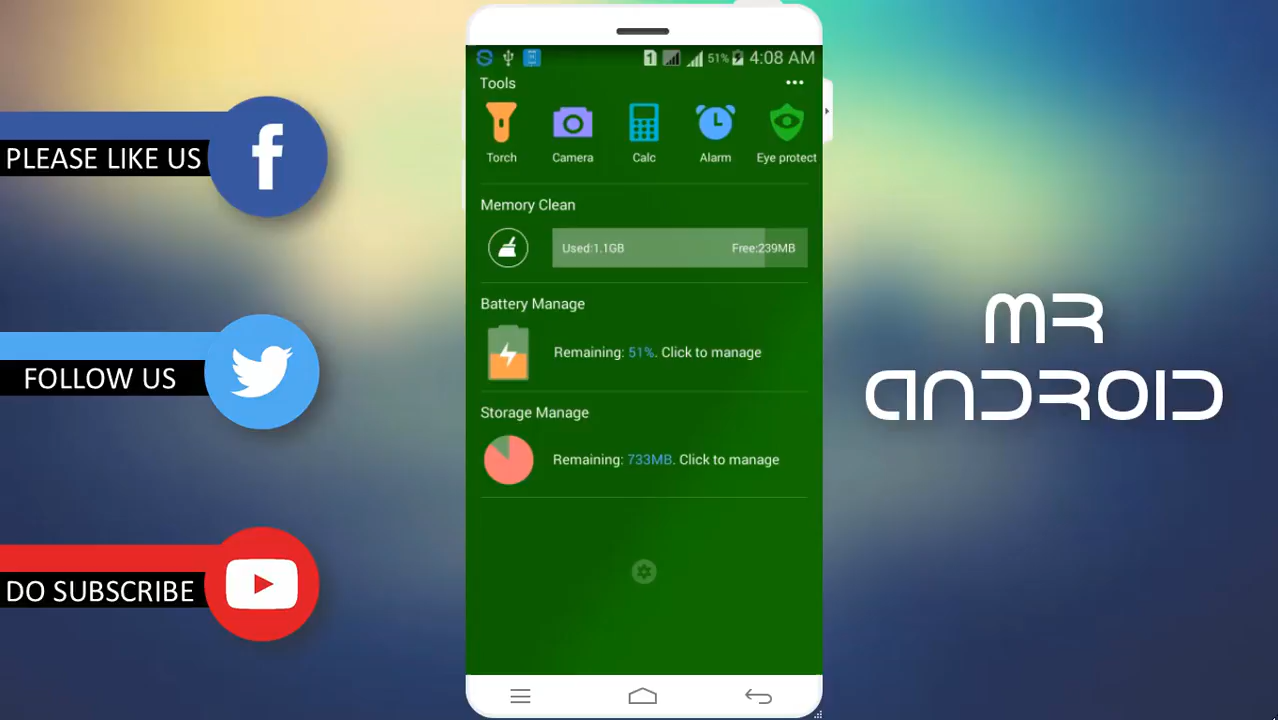 PLEASE LIKE US
FOLLOW US
DO SUBSCRIBE
1 51% 4:08 AM
Tools
Torch Camera Calc Alarm Eye protect
Memory Clean
Used:1.1GB Free:239MB
Battery Manage
Remaining: 51%. Click to manage
Storage Manage
Remaining: 733MB. Click to manage
MR
ANDROID